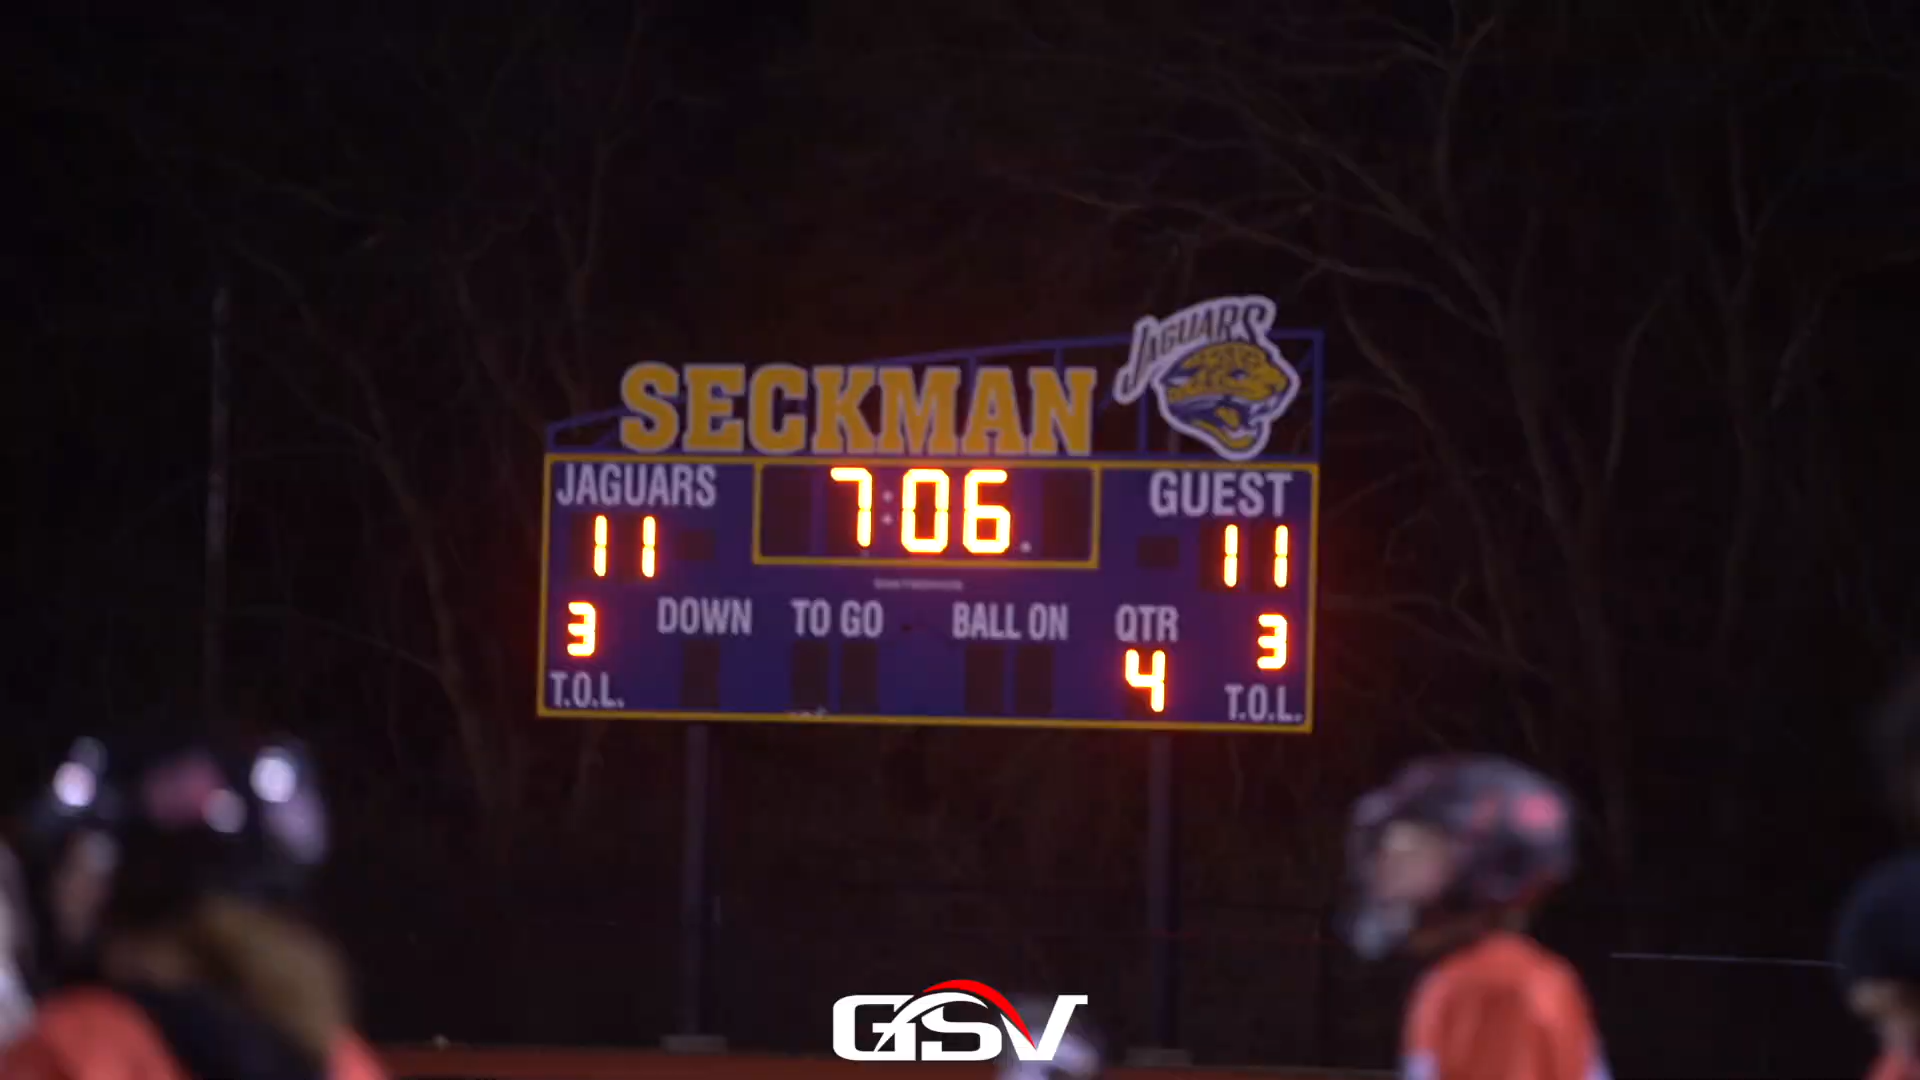 JAGUARS
SECKMAN
JAGUARS 7:06 GUEST
11 11
3 DOWN TO GO BALL ON QTR 3
T.O.L. 4 T.O.L.
GSV